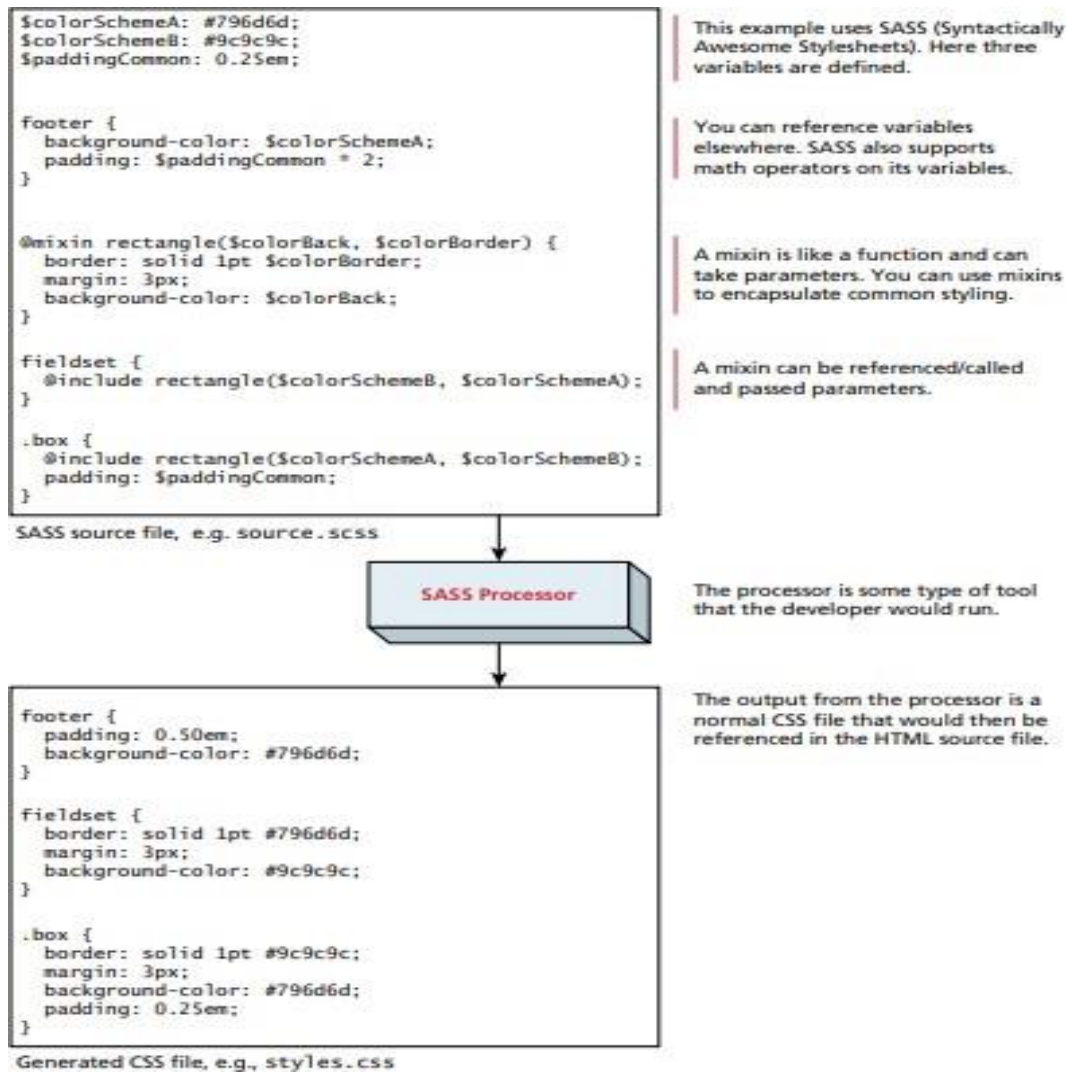 $colorSchemeA: #796d6d;
$colorSchemeB: #9c9c9c;
$paddingCommon: 0.25em;
footer {
background-color: $colorSchemeA;
padding: $paddingCommon * 2;
}
@mixin rectangle($colorBack, $colorBorder) {
border: solid 1pt $colorBorder;
margin: 3px;
background-color: $colorBack;
}
fieldset {
@include rectangle($colorSchemeB, $colorSchemeA);
}
.box {
@include rectangle($colorSchemeA, $colorSchemeB);
padding: $paddingCommon;
}
SASS source file, e.g. source.scss
This example uses SASS (Syntactically
Awesome Stylesheets). Here three
variables are defined.
You can reference variables
elsewhere. SASS also supports
math operators on its variables.
A mixin is like a function and can
take parameters. You can use mixins
to encapsulate common styling.
A mixin can be referenced/called
and passed parameters.
SASS Processor
The processor is some type of tool
that the developer would run.
footer {
padding: 0.50em;
background-color: #796d6d;
}
fieldset {
border: solid 1pt #796d6d;
margin: 3px;
background-color: #9c9c9c;
}
.box {
border: solid 1pt #9c9c9c;
margin: 3px;
background-color: #796d6d;
padding: 0.25em;
}
Generated CSS file, e.g., styles.css
The output from the processor is a
normal CSS file that would then be
referenced in the HTML source file.